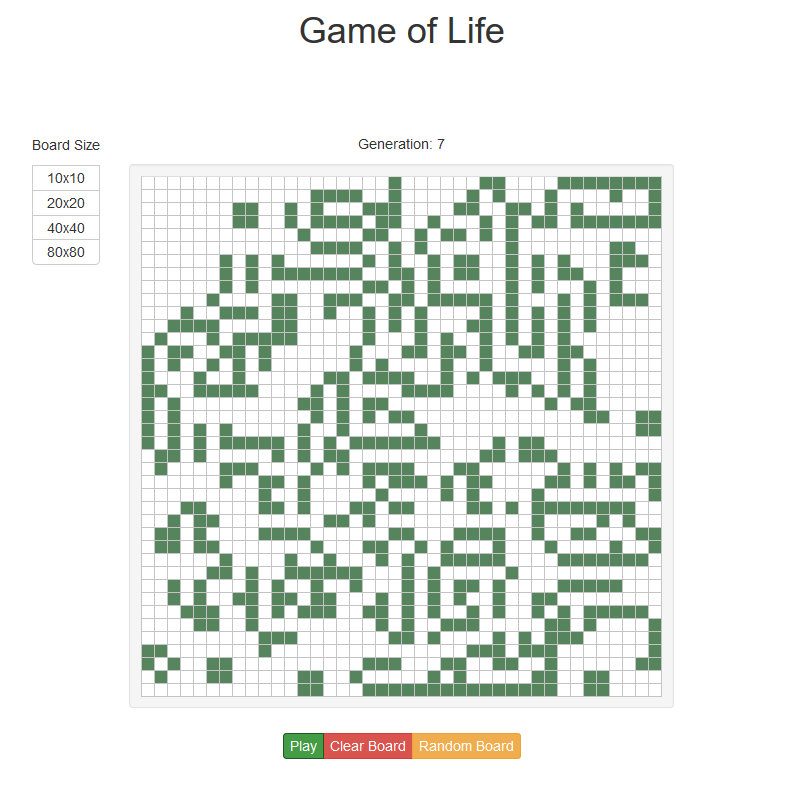 Game of Life
Board Size
Generation: 7
10x10
20x20
40x40
80x80
Play
Clear Board
Random Board